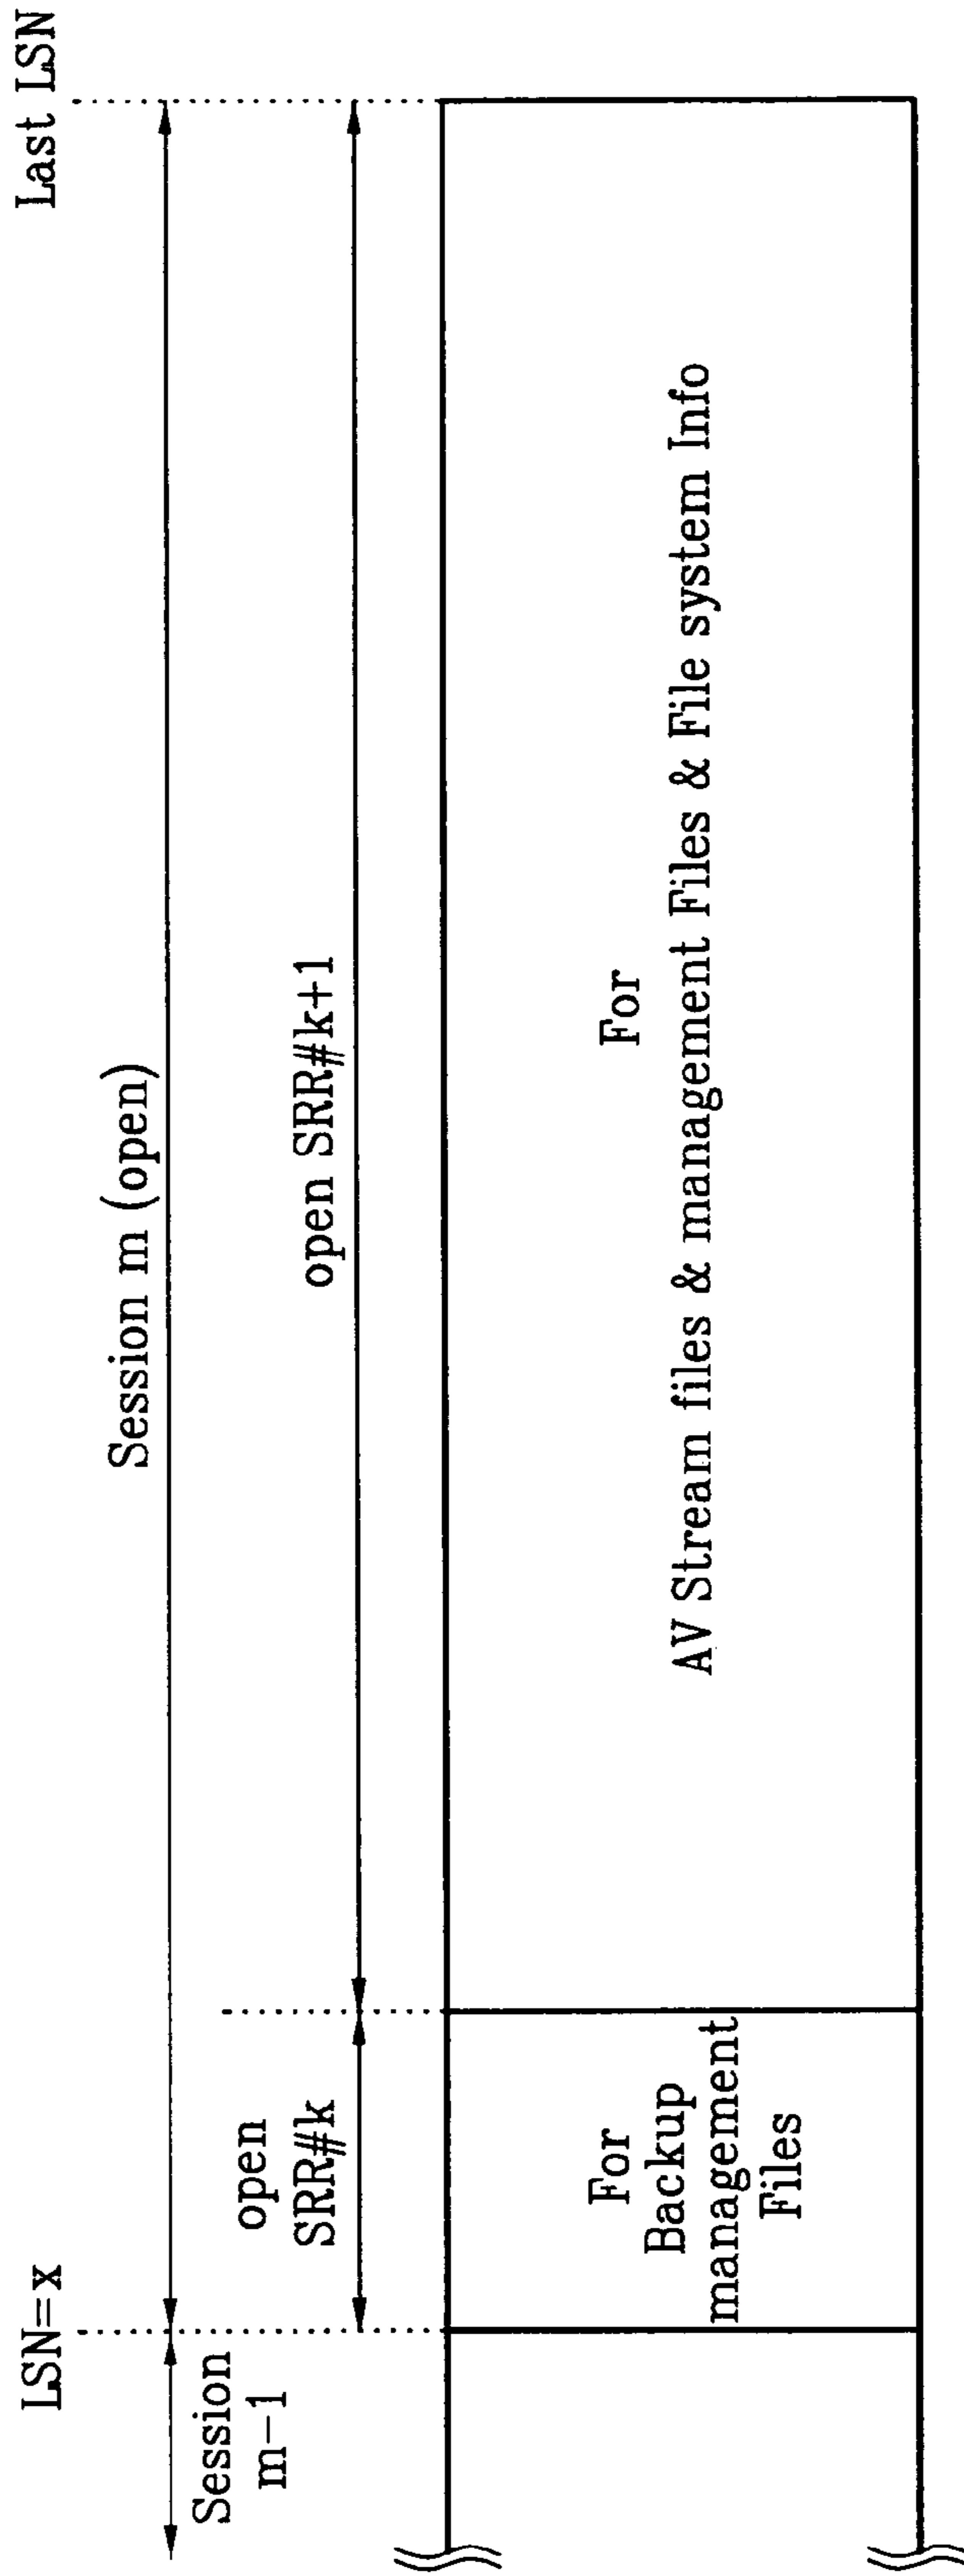 LSN=x
Last LSN
Session m (open)
Session
m-1
open
SRR#k
open SRR#k+1
For
Backup
management
Files
For
AV Stream files & management Files & File system Info